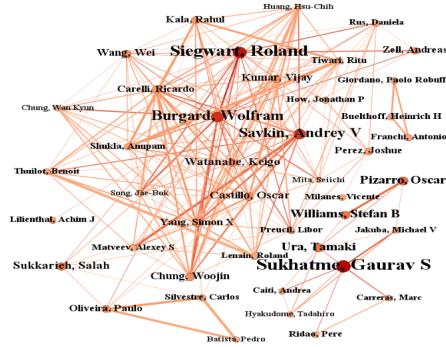 Huang, Hsu-Chih
Kala, Rahul
Rus, Daniela
Wang, Wei
Siegwart, Roland
Zell, Andreas
Tiwari, Ritu
Kumar, Vijay
Giordano, Paolo Robuff
Carelli, Ricardo
How, Jonathan P
Buelthoff, Heinrich H
Chung, Wan Kyun
Burgard, Wolfram
Savkin, Andrey V
Franchi, Antonio
Shukla, Anupam
Perez, Joshue
Watanabe, Keigo
Thuilot, Benoit
Mita, Seiichi
Pizarro, Oscar
Song, Jae-Bok
Castillo, Oscar
Milanes, Vicente
Lilienthal, Achim J
Yang, Simon X
Williams, Stefan B
Preucil, Libor
Jakuba, Michael V
Matveev, Alexey S
Ura, Tamaki
Lenain, Roland
Sukkarieh, Salah
Sukhatme, Gaurav S
Chung, Woojin
Caiti, Andrea
Silvestre, Carlos
Carreras, Marc
Oliveira, Paulo
Hyakudome, Tadahiro
Ridao, Pere
Batista, Pedro